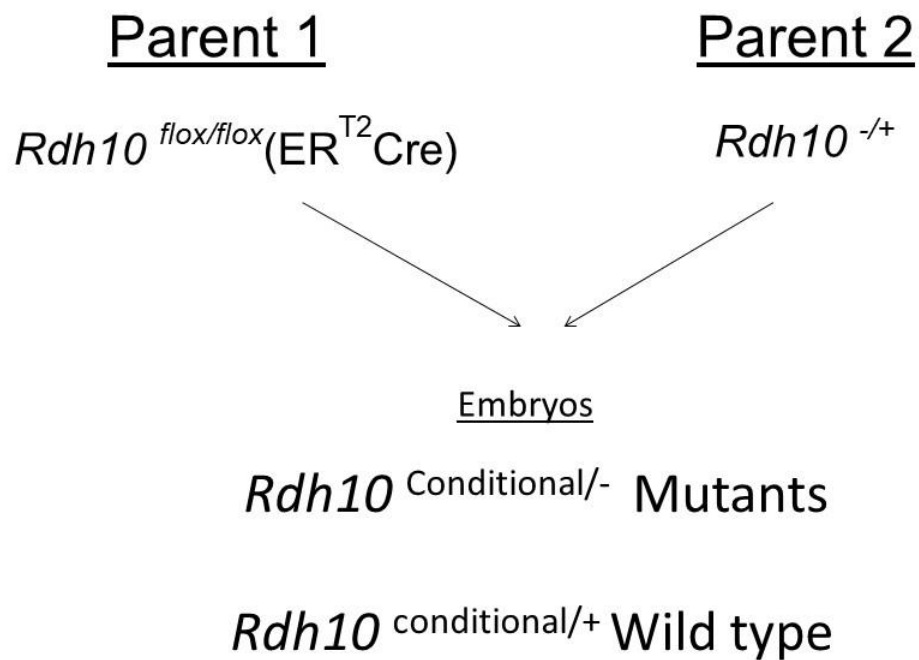 Parent 1 Parent 2
Rdh10 flox/flox(ERT2Cre) Rdh10 -/+
Embryos
Rdh10 Conditional/- Mutants
Rdh10 conditional/+ Wild type